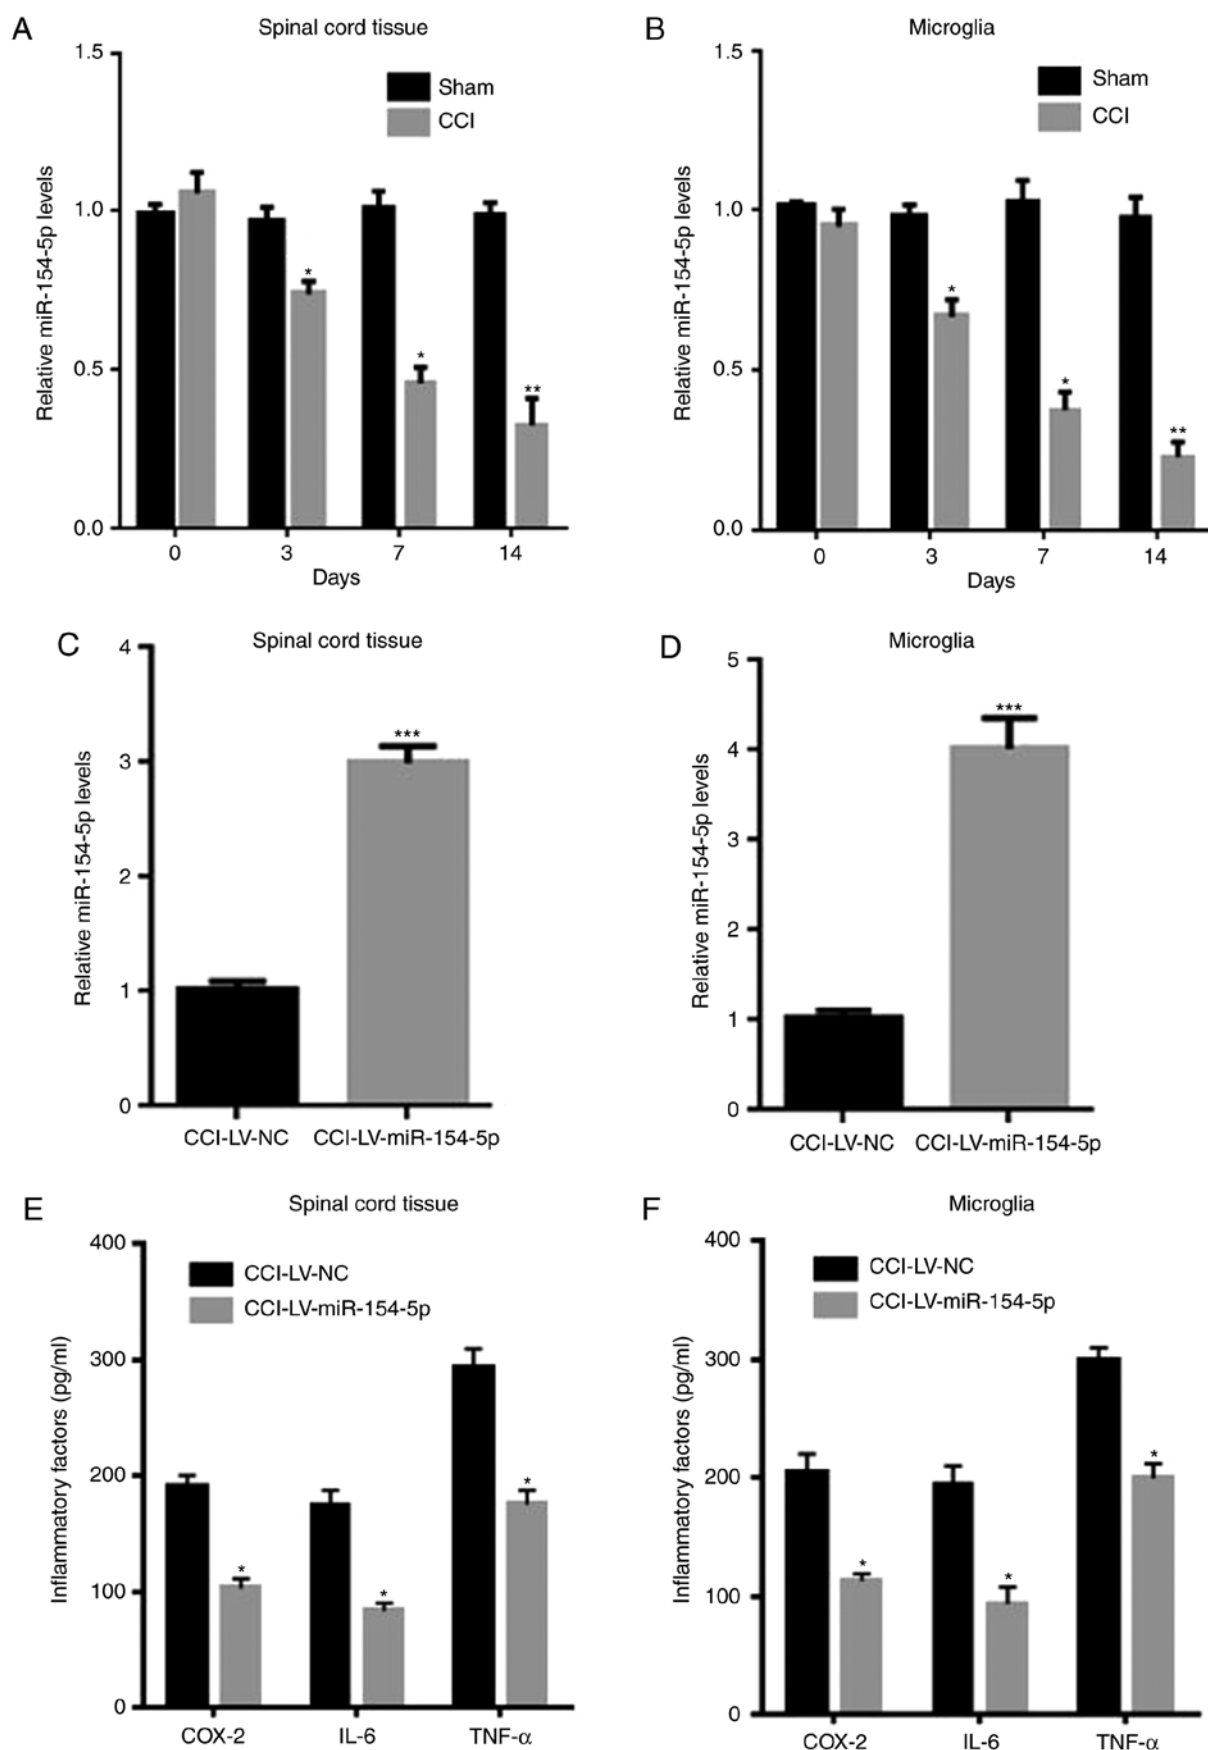 A
Spinal cord tissue
1.5
1.0
0.5
0.0
Relative miR-154-5p levels
Sham
CCI
*
*
**
0
3
7
14
Days
B
Microglia
1.5
1.0
0.5
0.0
Relative miR-154-5p levels
Sham
CCI
*
*
**
0
3
7
14
Days
C
Spinal cord tissue
4
3
2
1
0
Relative miR-154-5p levels
***
CCI-LV-NC
CCI-LV-miR-154-5p
D
Microglia
5
4
3
2
1
0
Relative miR-154-5p levels
***
CCI-LV-NC
CCI-LV-miR-154-5p
E
Spinal cord tissue
400
300
200
100
0
Inflammatory factors (pg/ml)
CCI-LV-NC
CCI-LV-miR-154-5p
*
*
*
COX-2
IL-6
TNF-α
F
Microglia
400
300
200
100
0
Inflammatory factors (pg/ml)
CCI-LV-NC
CCI-LV-miR-154-5p
*
*
*
COX-2
IL-6
TNF-α